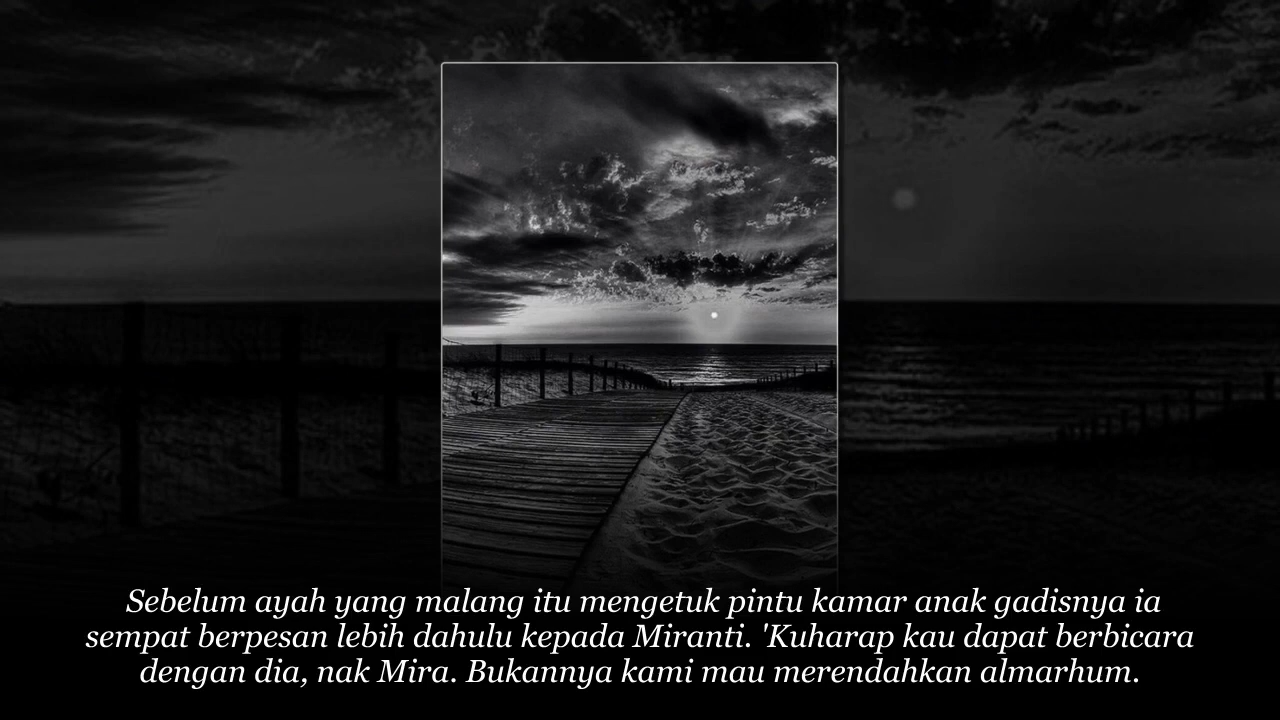 Sebelum ayah yang malang itu mengetuk pintu kamar anak gadisnya ia
sempat berpesan lebih dahulu kepada Miranti. 'Kuharap kau dapat berbicara
dengan dia, nak Mira. Bukannya kami mau merendahkan almarhum.